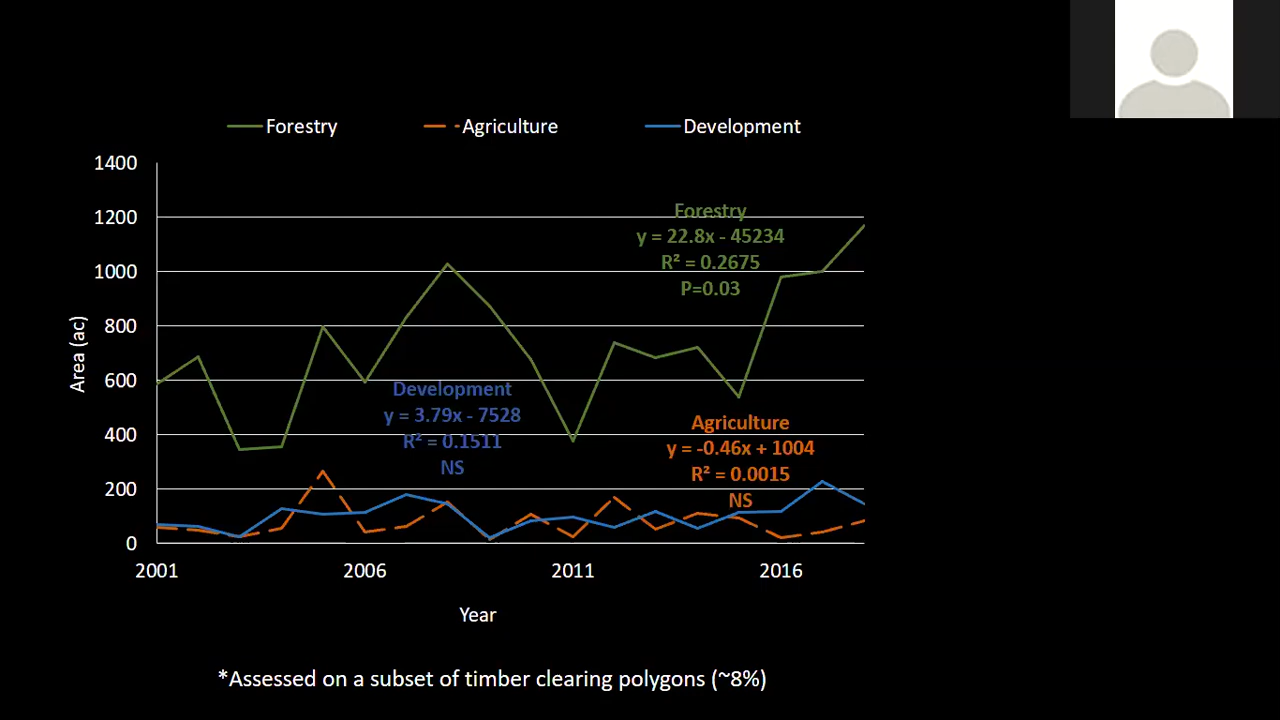 Forestry Agriculture Development
1400
1200
1000
800
600
400
200
0
Area (ac)
Forestry
y = 22.8x - 45234
R² = 0.2675
P=0.03
Development
y = 3.79x - 7528
R² = 0.1511
NS
Agriculture
y = -0.46x + 1004
R² = 0.0015
NS
2001 2006 2011 2016
Year
*Assessed on a subset of timber clearing polygons (~8%)